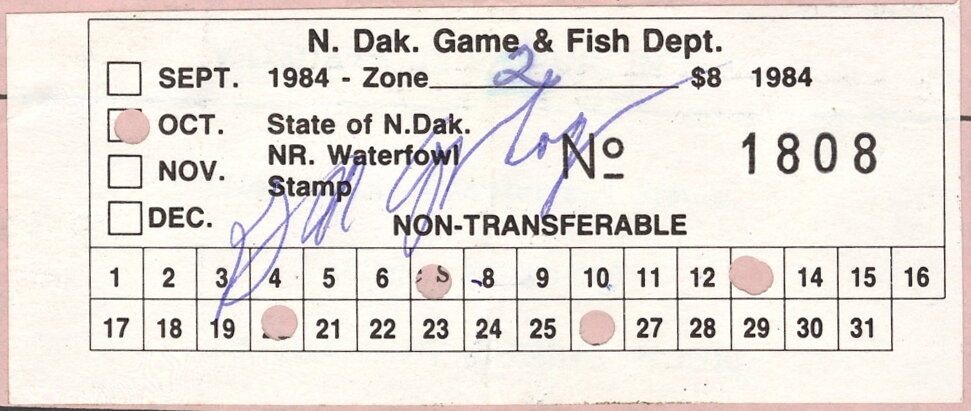 N. Dak. Game & Fish Dept.
SEPT. 1984 - Zone 2 $8 1984
OCT. State of N.Dak.
NR. Waterfowl
NOV. Stamp
Nº 1808
DEC. NON-TRANSFERABLE
1 2 3 4 5 6 8 9 10 11 12 14 15 16
17 18 19 21 22 23 24 25 27 28 29 30 31